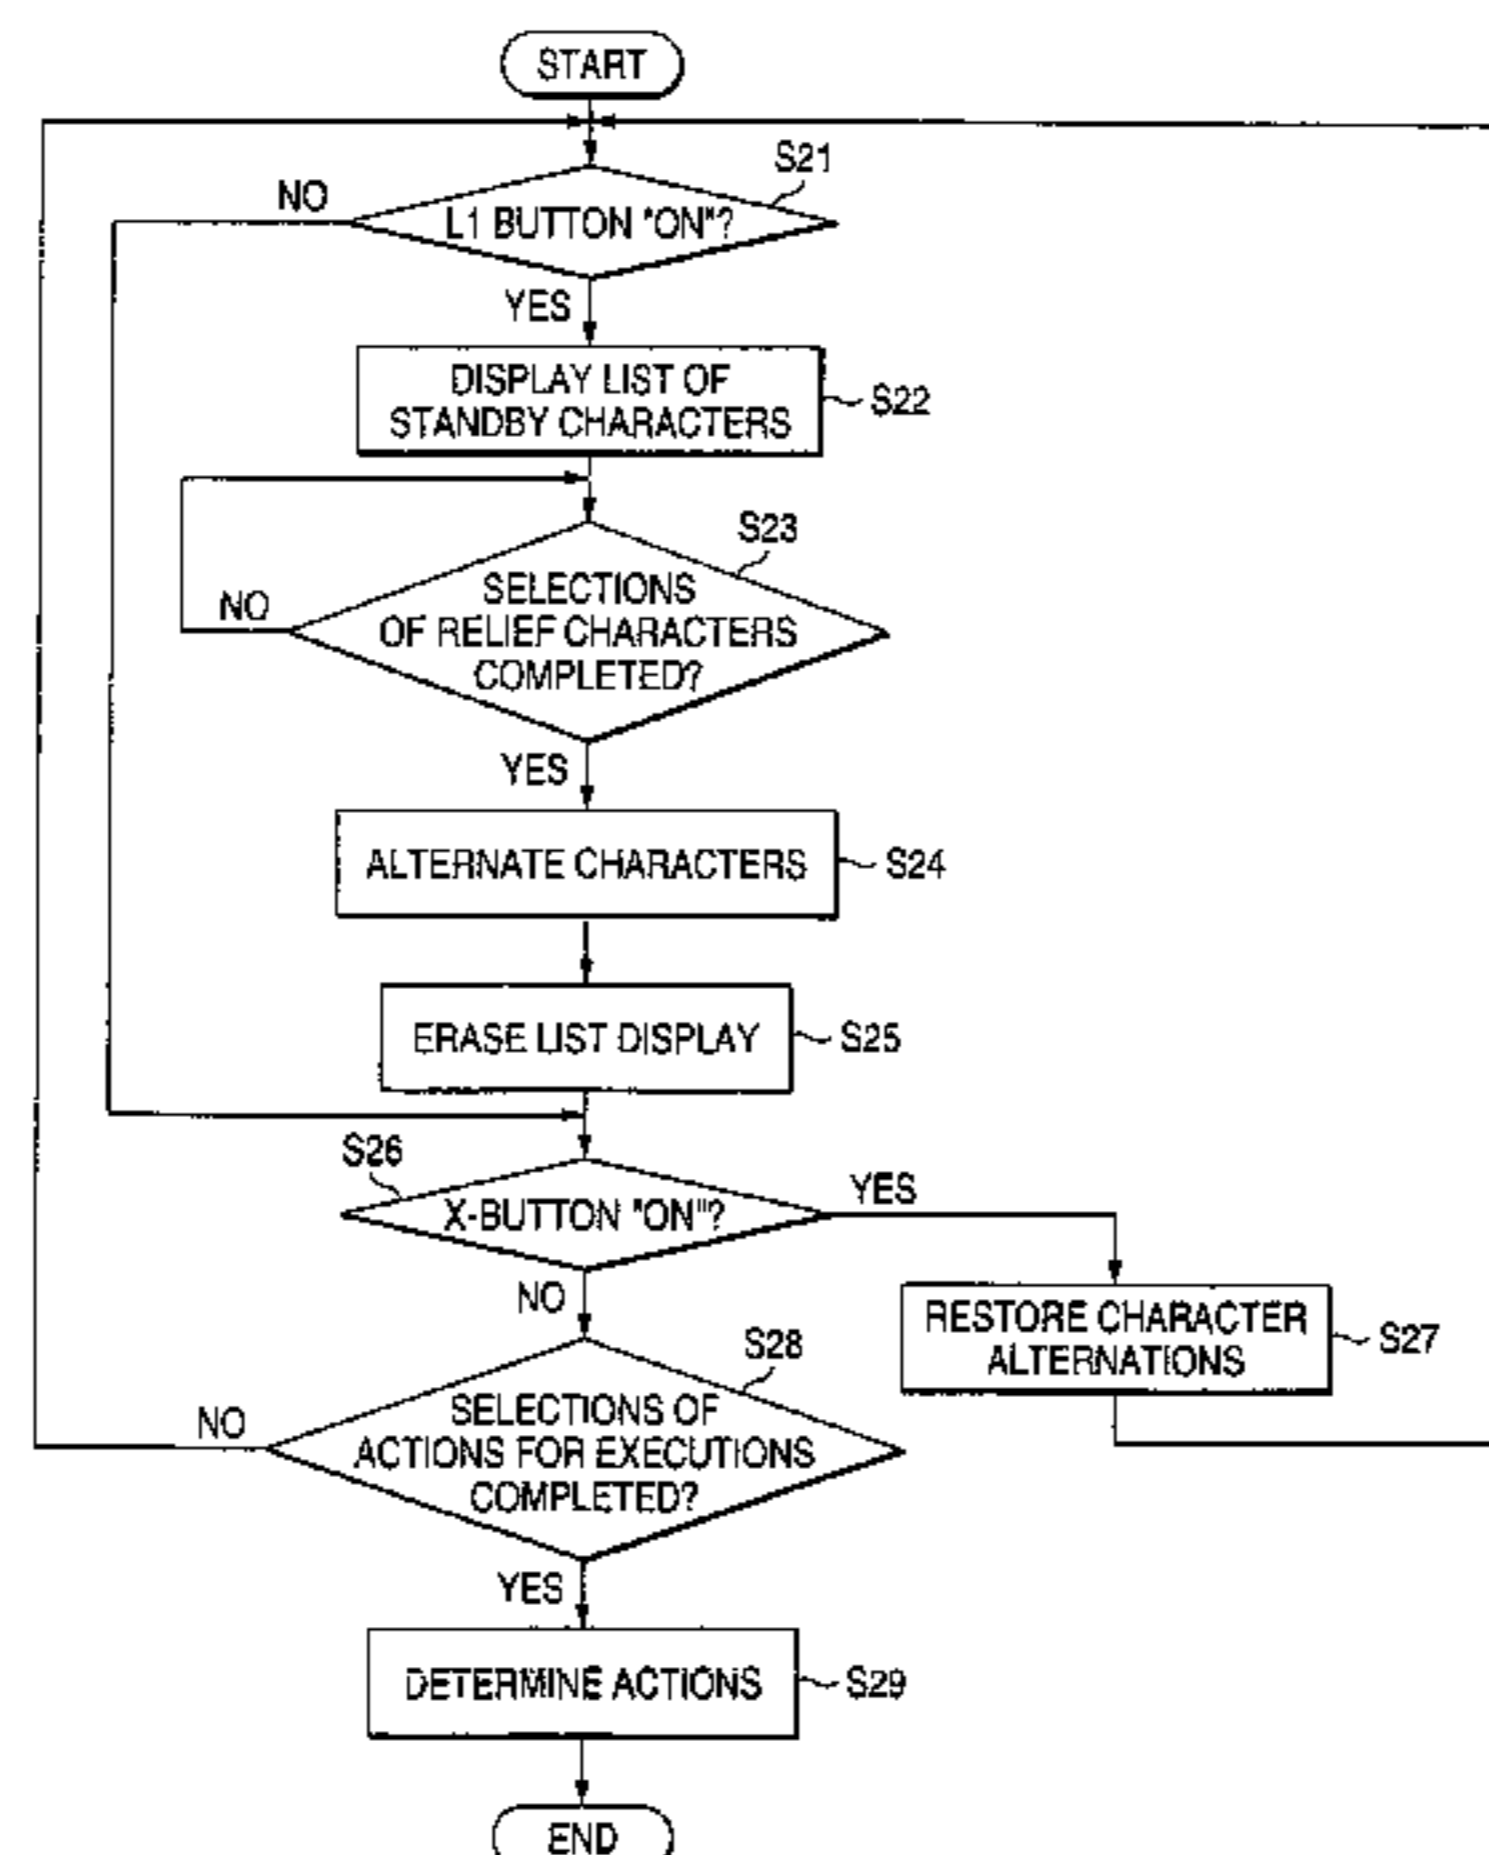 START
S21
NO
L1 BUTTON "ON"?
YES
DISPLAY LIST OF
STANDBY CHARACTERS
S22
S23
SELECTIONS
NO
OF RELIEF CHARACTERS
COMPLETED?
YES
ALTERNATE CHARACTERS
S24
ERASE LIST DISPLAY
S25
S26
YES
X-BUTTON "ON"?
NO
RESTORE CHARACTER
ALTERNATIONS
S27
S28
SELECTIONS OF
NO
ACTIONS FOR EXECUTIONS
COMPLETED?
YES
DETERMINE ACTIONS
S29
END